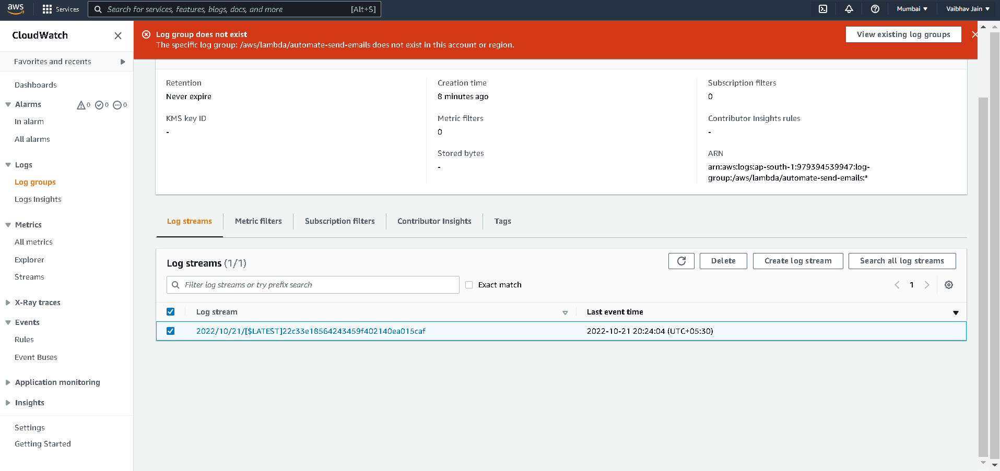 aws
Services
Search for services, features, blogs, docs, and more
[Alt+S]
Mumbai
Vaibhav Jain
CloudWatch
Favorites and recents
Dashboards
Alarms
0
0
0
In alarm
All alarms
Logs
Log groups
Logs Insights
Metrics
All metrics
Explorer
Streams
X-Ray traces
Events
Rules
Event Buses
Application monitoring
Insights
Settings
Getting Started
Log group does not exist
The specific log group: /aws/lambda/automate-send-emails does not exist in this account or region.
View existing log groups
Retention
Never expire
KMS key ID
-
Creation time
8 minutes ago
Metric filters
0
Stored bytes
-
Subscription filters
0
Contributor Insights rules
-
ARN
arn:aws:logs:ap-south-1:979394539947:log-
group:/aws/lambda/automate-send-emails:*
Log streams
Metric filters
Subscription filters
Contributor Insights
Tags
Log streams (1/1)
Delete
Create log stream
Search all log streams
Filter log streams or try prefix search
Exact match
1
Log stream
Last event time
2022/10/21/[$LATEST]22c33e18564243459f402140ea015caf
2022-10-21 20:24:04 (UTC+05:30)